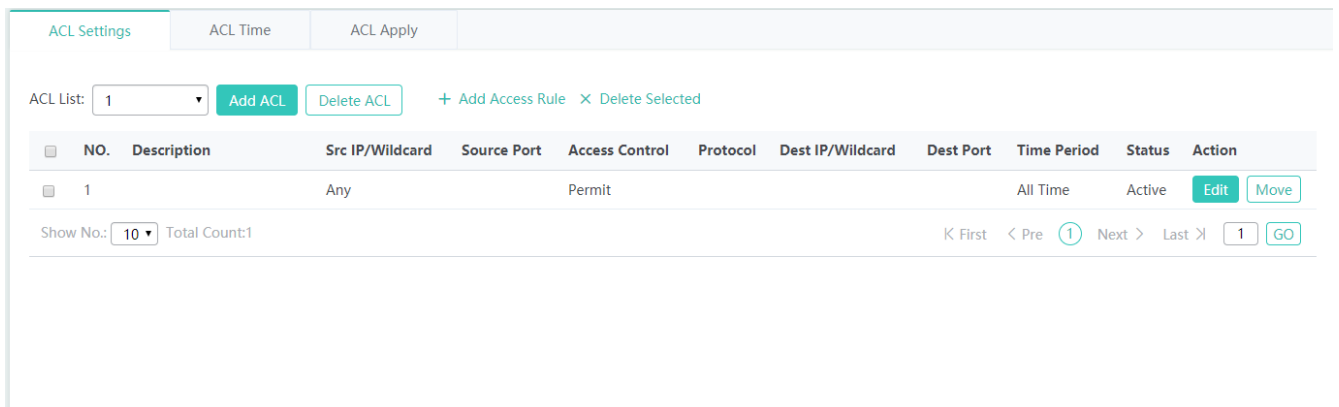 ACL Settings ACL Time ACL Apply
ACL List: 1 Add ACL Delete ACL + Add Access Rule × Delete Selected
NO. Description Src IP/Wildcard Source Port Access Control Protocol Dest IP/Wildcard Dest Port Time Period Status Action
1 Any Permit All Time Active Edit Move
Show No.: 10 Total Count:1 First < Pre 1 Next > Last 1 GO